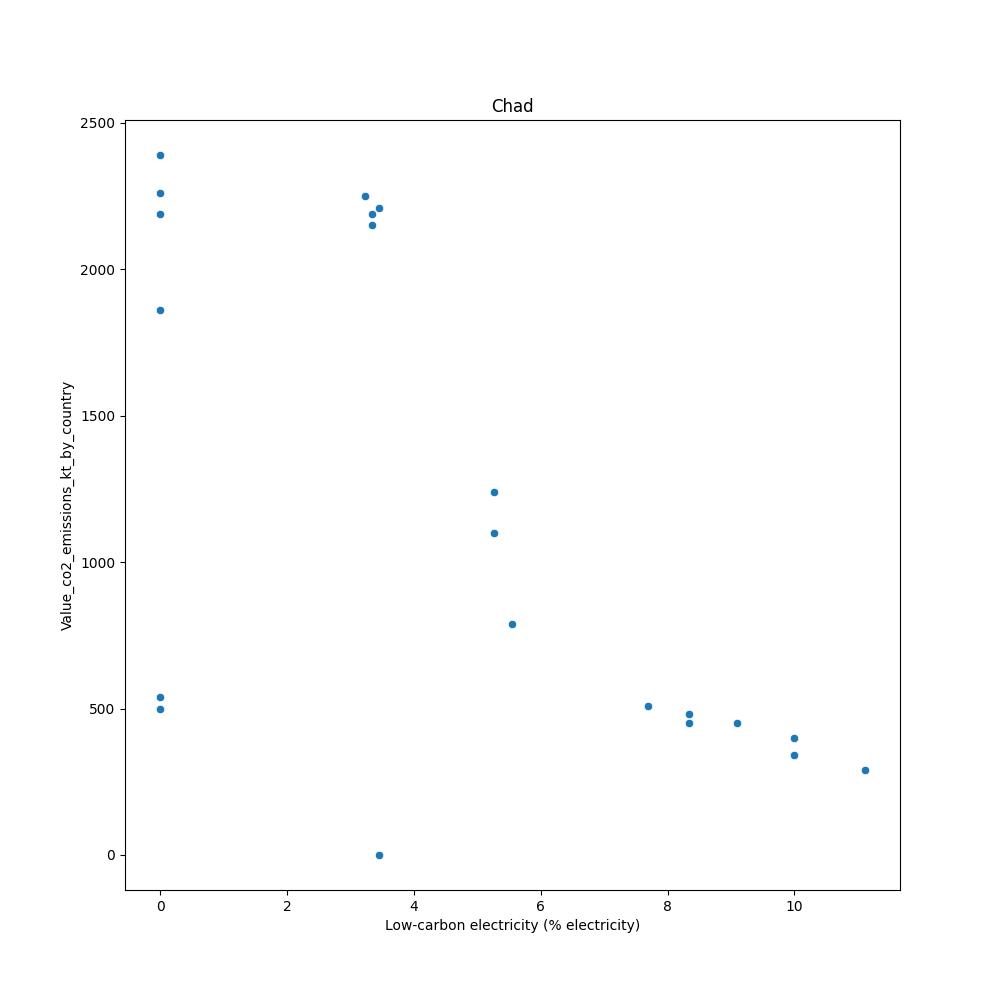 Chad
2500
2000
1500
1000
500
0
Value_co2_emissions_kt_by_country
0 2 4 6 8 10
Low-carbon electricity (% electricity)